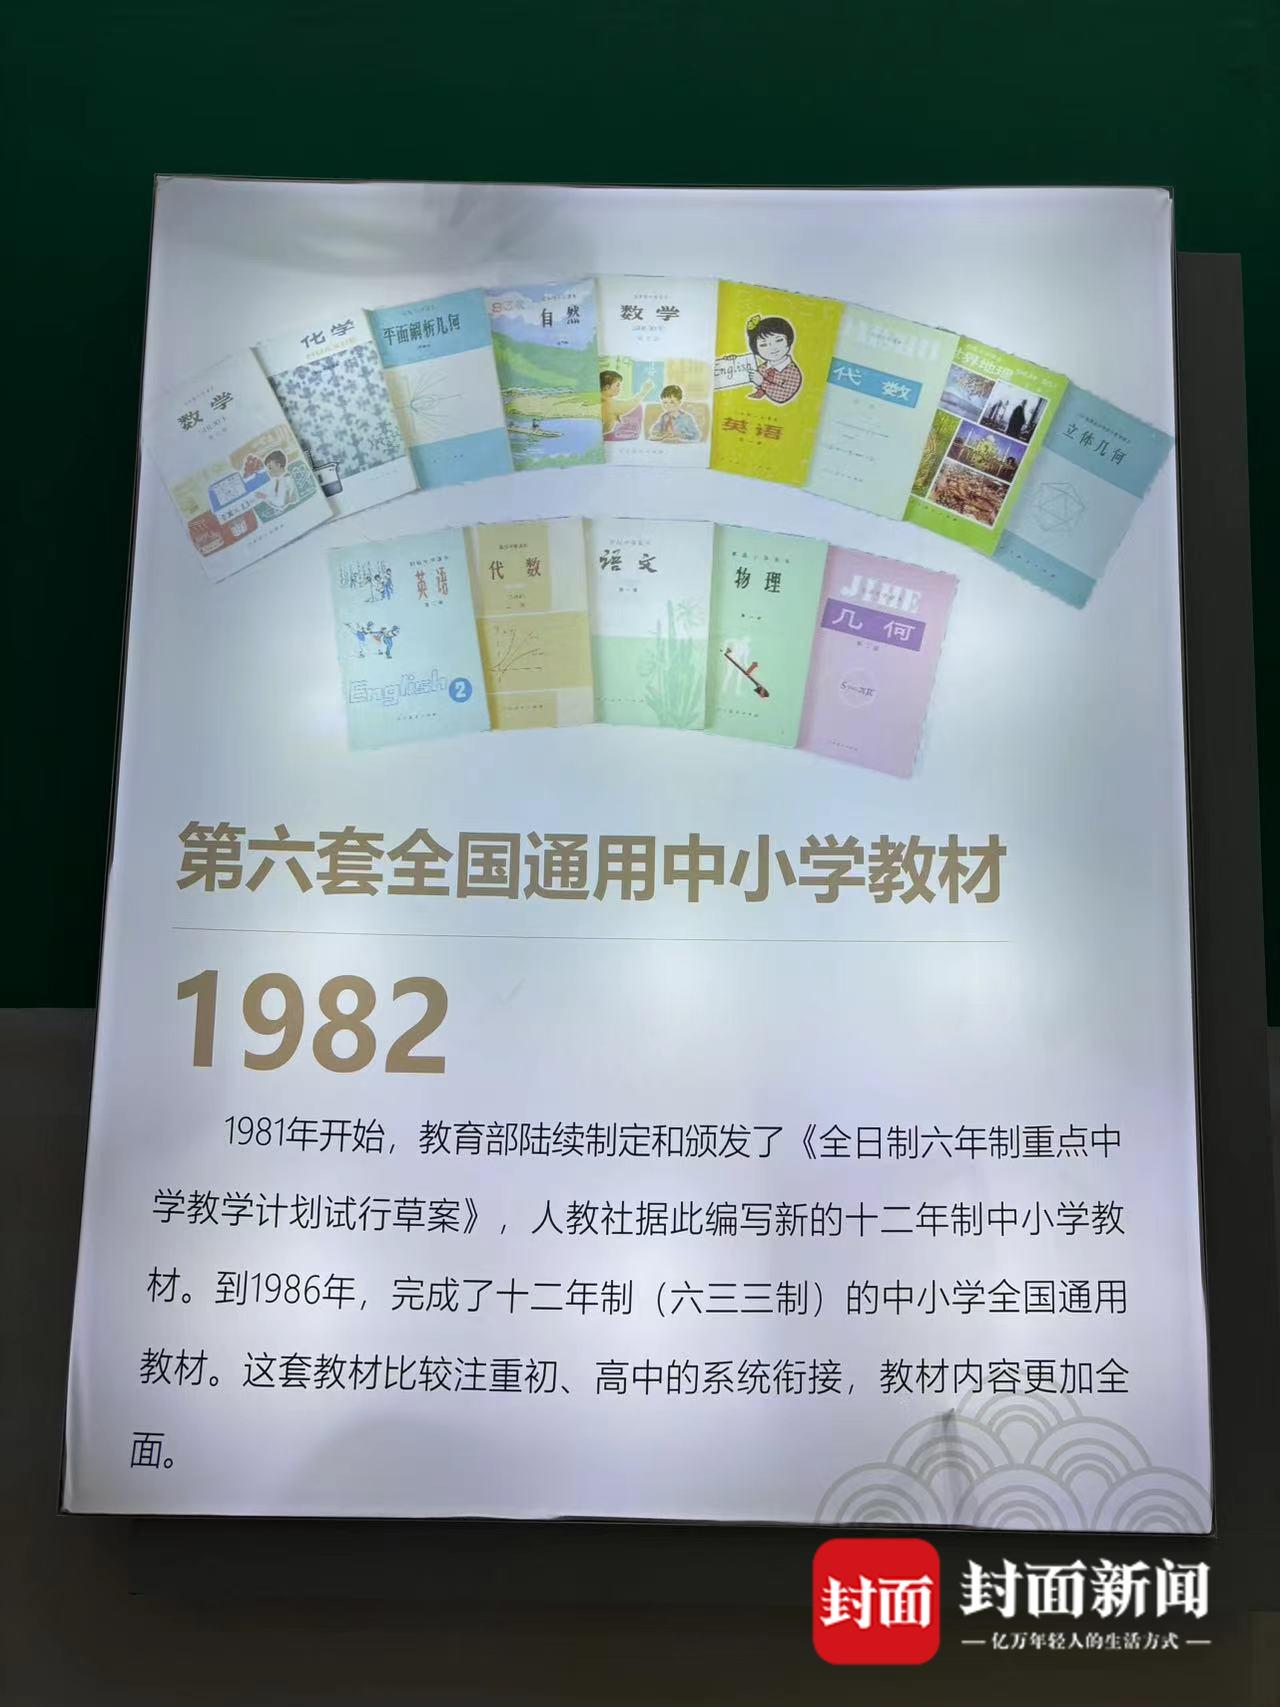 数学
化学
HUAXUE
平面解析几何
自然
数学
English
英语
代数
世界地理
立体几何
英语
English 2
代数
语文
物理
JIHE
几何
第六套全国通用中小学教材
1982
1981年开始，教育部陆续制定和颁发了《全日制六年制重点中
学教学计划试行草案》，人教社据此编写新的十二年制中小学教
材。到1986年，完成了十二年制（六三三制）的中小学全国通用
教材。这套教材比较注重初、高中的系统衔接，教材内容更加全
面。
封面
封面新闻
亿万年轻人的生活方式